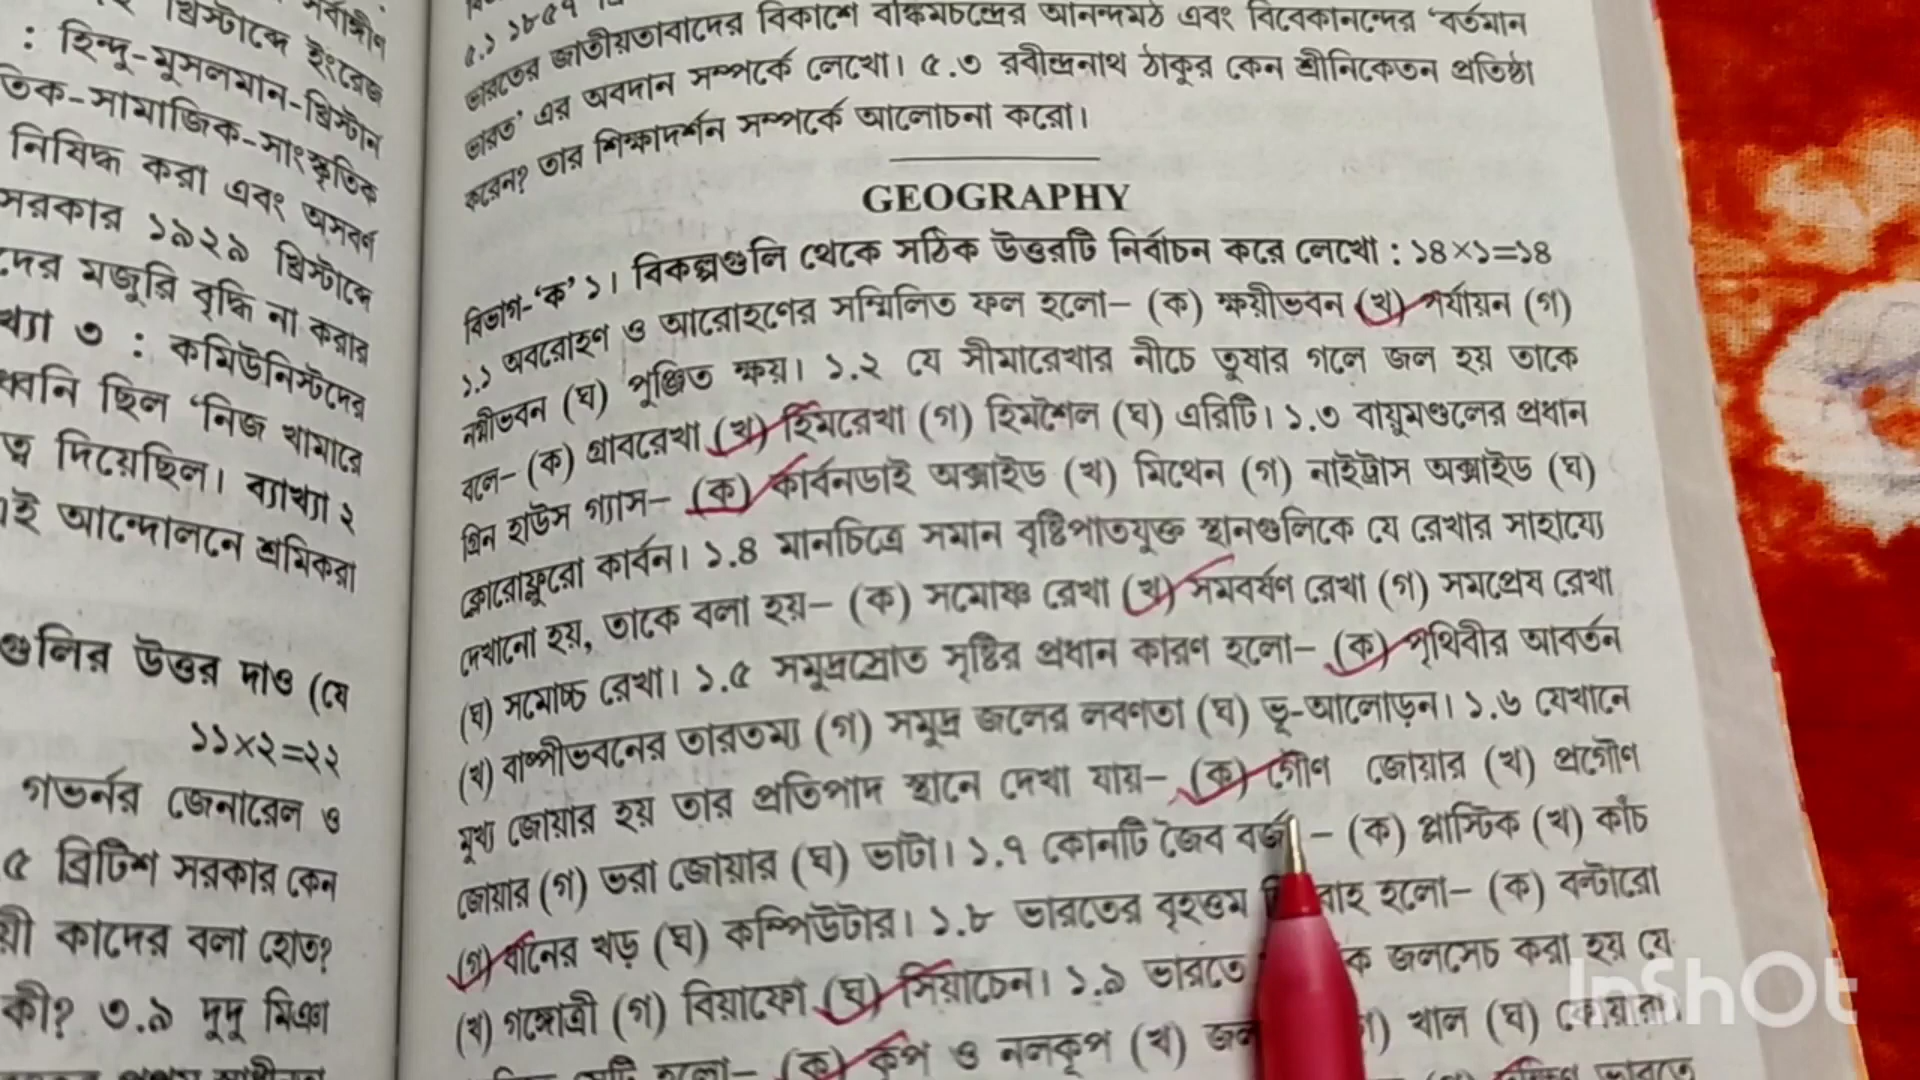 খ্রিস্টাব্দে ইংরেজ
: হিন্দু-মুসলমান-খ্রিস্টান
তিক-সামাজিক-সাংস্কৃতিক
নিষিদ্ধ করা এবং অসবর্ণ
সরকার ১৯২৯ খ্রিস্টাব্দে
দের মজুরি বৃদ্ধি না করার
খ্যা ৩ : কমিউনিস্টদের
ধ্বনি ছিল ‘নিজ খামারে
ত্ব দিয়েছিল। ব্যাখ্যা ২
ই আন্দোলনে শ্রমিকরা
গুলির উত্তর দাও (যে
১১×২=২২
গভর্নর জেনারেল ও
৫ ব্রিটিশ সরকার কেন
য়ী কাদের বলা হোত?
কী? ৩.৯ দুদু মিঞা
৫.১ ১৮৫৭
ভারতের জাতীয়তাবাদের বিকাশে বঙ্কিমচন্দ্রের আনন্দমঠ এবং বিবেকানন্দের ‘বর্তমান
ভারত’ এর অবদান সম্পর্কে লেখো। ৫.৩ রবীন্দ্রনাথ ঠাকুর কেন শ্রীনিকেতন প্রতিষ্ঠা
করেন? তার শিক্ষাদর্শন সম্পর্কে আলোচনা করো।
GEOGRAPHY
বিভাগ-‘ক’ ১। বিকল্পগুলি থেকে সঠিক উত্তরটি নির্বাচন করে লেখো : ১৪×১=১৪
১.১ অবরোহণ ও আরোহণের সম্মিলিত ফল হলো– (ক) ক্ষয়ীভবন (খ) পর্যায়ন (গ)
নগ্নীভবন (ঘ) পুঞ্জিত ক্ষয়। ১.২ যে সীমারেখার নীচে তুষার গলে জল হয় তাকে
বলে– (ক) গ্রাবরেখা (খ) হিমরেখা (গ) হিমশৈল (ঘ) এরিটি। ১.৩ বায়ুমণ্ডলের প্রধান
গ্রিন হাউস গ্যাস– (ক) কার্বনডাই অক্সাইড (খ) মিথেন (গ) নাইট্রাস অক্সাইড (ঘ)
ক্লোরোফ্লুরো কার্বন। ১.৪ মানচিত্রে সমান বৃষ্টিপাতযুক্ত স্থানগুলিকে যে রেখার সাহায্যে
দেখানো হয়, তাকে বলা হয়– (ক) সমোষ্ণ রেখা (খ) সমবর্ষণ রেখা (গ) সমপ্রেষ রেখা
(ঘ) সমোচ্চ রেখা। ১.৫ সমুদ্রস্রোত সৃষ্টির প্রধান কারণ হলো– (ক) পৃথিবীর আবর্তন
(খ) বাষ্পীভবনের তারতম্য (গ) সমুদ্র জলের লবণতা (ঘ) ভূ-আলোড়ন। ১.৬ যেখানে
মুখ্য জোয়ার হয় তার প্রতিপাদ স্থানে দেখা যায়– (ক) গৌণ জোয়ার (খ) প্রগৌণ
জোয়ার (গ) ভরা জোয়ার (ঘ) ভাটা। ১.৭ কোনটি জৈব বর্জ্য – (ক) প্লাস্টিক (খ) কাঁচ
(গ) ধানের খড় (ঘ) কম্পিউটার। ১.৮ ভারতের বৃহত্তম হিমবাহ হলো– (ক) বল্টারো
(খ) গঙ্গোত্রী (গ) বিয়াফো (ঘ) সিয়াচেন। ১.৯ ভারতে ক জলসেচ করা হয় যে
হলো– (ক) কূপ ও নলকূপ (খ) জল (গ) খাল (ঘ) ফোয়ারা।
InShOt